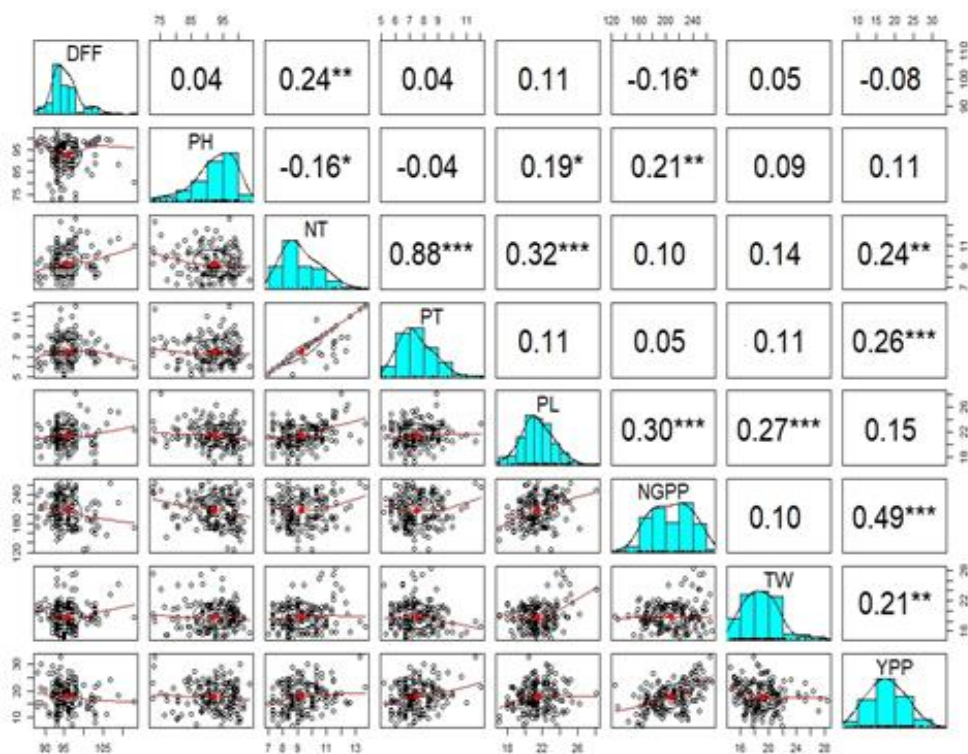 75 85 95 5 6 7 8 9 11 120 160 200 240 10 15 20 25 30
DFF 0.04 0.24** 0.04 0.11 -0.16* 0.05 -0.08 90 100 110
75 85 95 PH -0.16* -0.04 0.19* 0.21** 0.09 0.11
NT 0.88*** 0.32*** 0.10 0.14 0.24** 7 9 11 13
5 7 9 11 PT 0.11 0.05 0.11 0.26***
PL 0.30*** 0.27*** 0.15 18 22 26
120 180 240 NGPP 0.10 0.49***
TW 0.21** 16 22 26
10 20 30 YPP
90 95 105 7 8 9 11 13 18 22 26 16 20 24 28